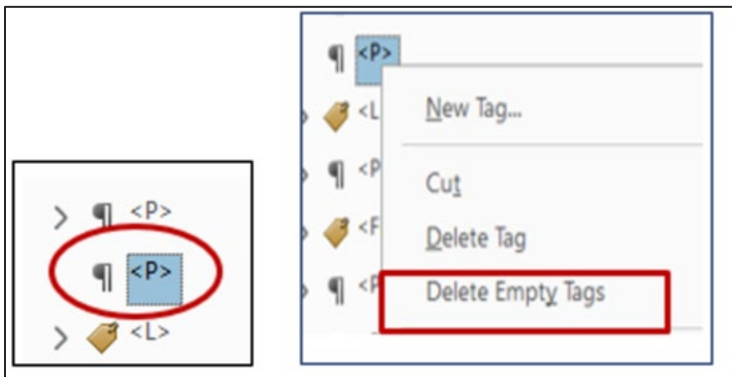 <P>
<P>
<L>
<P>
<L
<P
<F
<P
New Tag...
Cut
Delete Tag
Delete Empty Tags